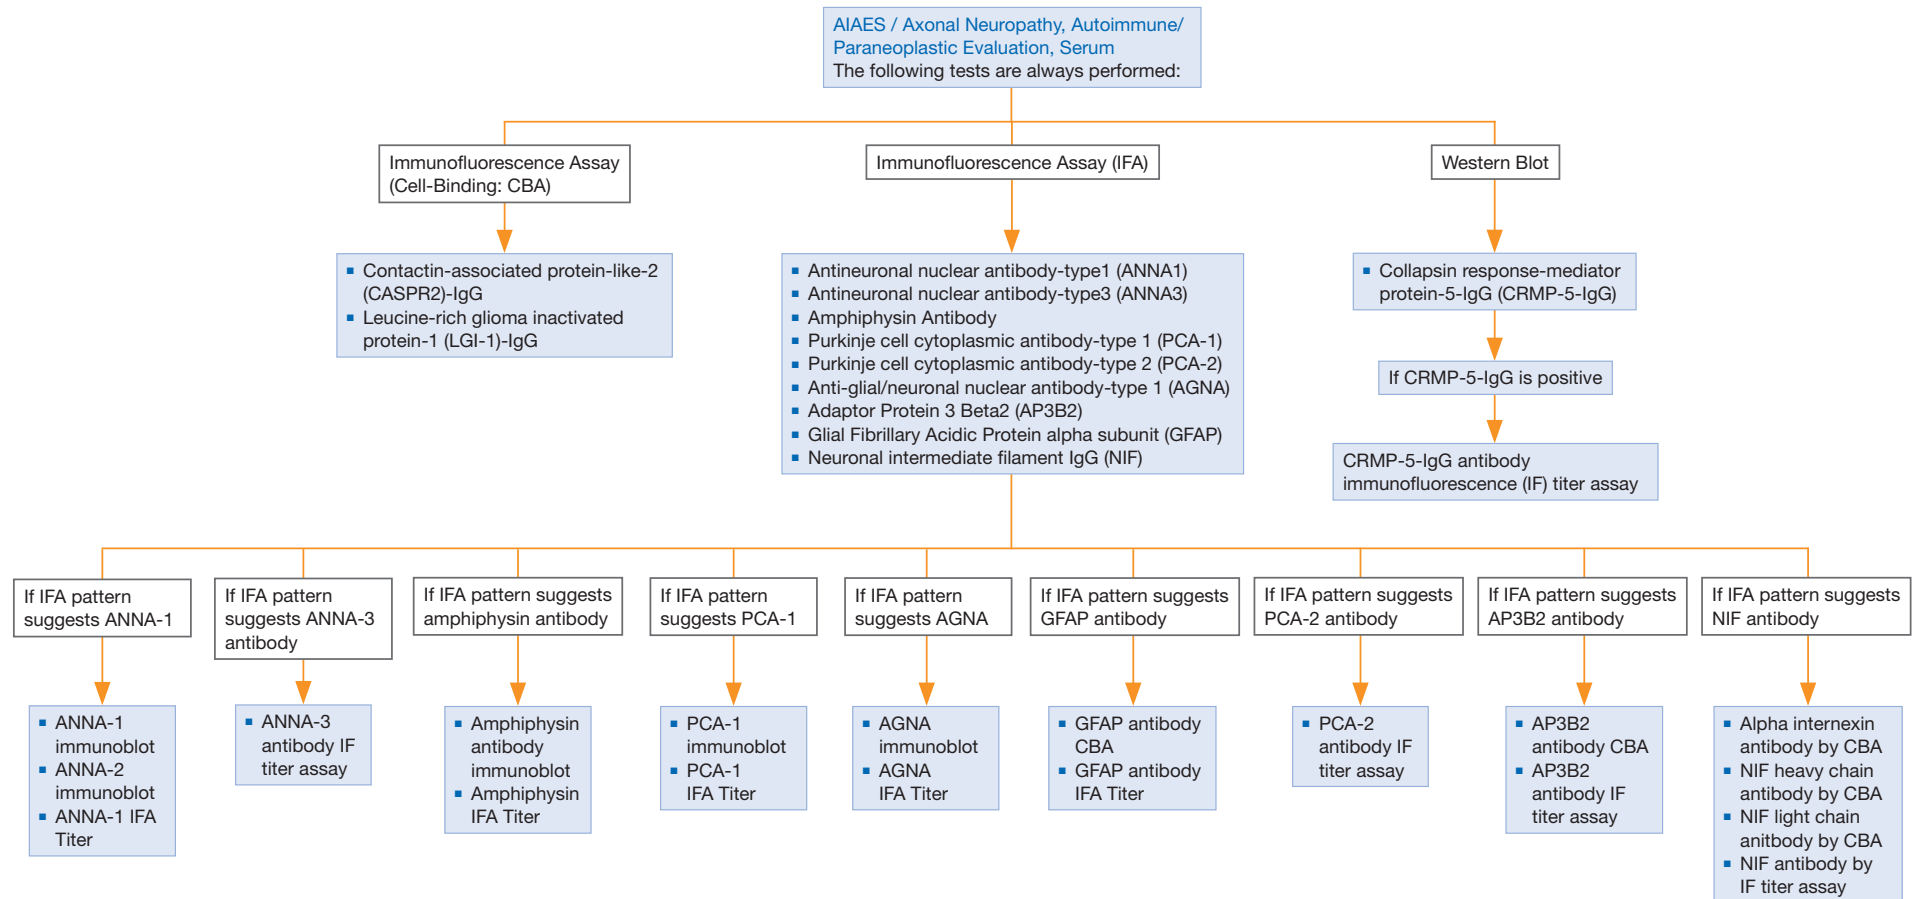 AIAES / Axonal Neuropathy, Autoimmune/
Paraneoplastic Evaluation, Serum
The following tests are always performed:
Immunofluorescence Assay
(Cell-Binding: CBA)
Immunofluorescence Assay (IFA)
Western Blot
▪ Contactin-associated protein-like-2
(CASPR2)-IgG
▪ Leucine-rich glioma inactivated
protein-1 (LGI-1)-IgG
▪ Antineuronal nuclear antibody-type1 (ANNA1)
▪ Antineuronal nuclear antibody-type3 (ANNA3)
▪ Amphiphysin Antibody
▪ Purkinje cell cytoplasmic antibody-type 1 (PCA-1)
▪ Purkinje cell cytoplasmic antibody-type 2 (PCA-2)
▪ Anti-glial/neuronal nuclear antibody-type 1 (AGNA)
▪ Adaptor Protein 3 Beta2 (AP3B2)
▪ Glial Fibrillary Acidic Protein alpha subunit (GFAP)
▪ Neuronal intermediate filament IgG (NIF)
▪ Collapsin response-mediator
protein-5-IgG (CRMP-5-IgG)
If CRMP-5-IgG is positive
CRMP-5-IgG antibody
immunofluorescence (IF) titer assay
If IFA pattern
suggests ANNA-1
If IFA pattern
suggests ANNA-3
antibody
If IFA pattern suggests
amphiphysin antibody
If IFA pattern
suggests PCA-1
If IFA pattern
suggests AGNA
If IFA pattern suggests
GFAP antibody
If IFA pattern suggests
PCA-2 antibody
If IFA pattern suggests
AP3B2 antibody
If IFA pattern suggests
NIF antibody
▪ ANNA-1
immunoblot
▪ ANNA-2
immunoblot
▪ ANNA-1 IFA
Titer
▪ ANNA-3
antibody IF
titer assay
▪ Amphiphysin
antibody
immunoblot
▪ Amphiphysin
IFA Titer
▪ PCA-1
immunoblot
▪ PCA-1
IFA Titer
▪ AGNA
immunoblot
▪ AGNA
IFA Titer
▪ GFAP antibody
CBA
▪ GFAP antibody
IFA Titer
▪ PCA-2
antibody IF
titer assay
▪ AP3B2
antibody CBA
▪ AP3B2
antibody IF
titer assay
▪ Alpha internexin
antibody by CBA
▪ NIF heavy chain
antibody by CBA
▪ NIF light chain
anitbody by CBA
▪ NIF antibody by
IF titer assay